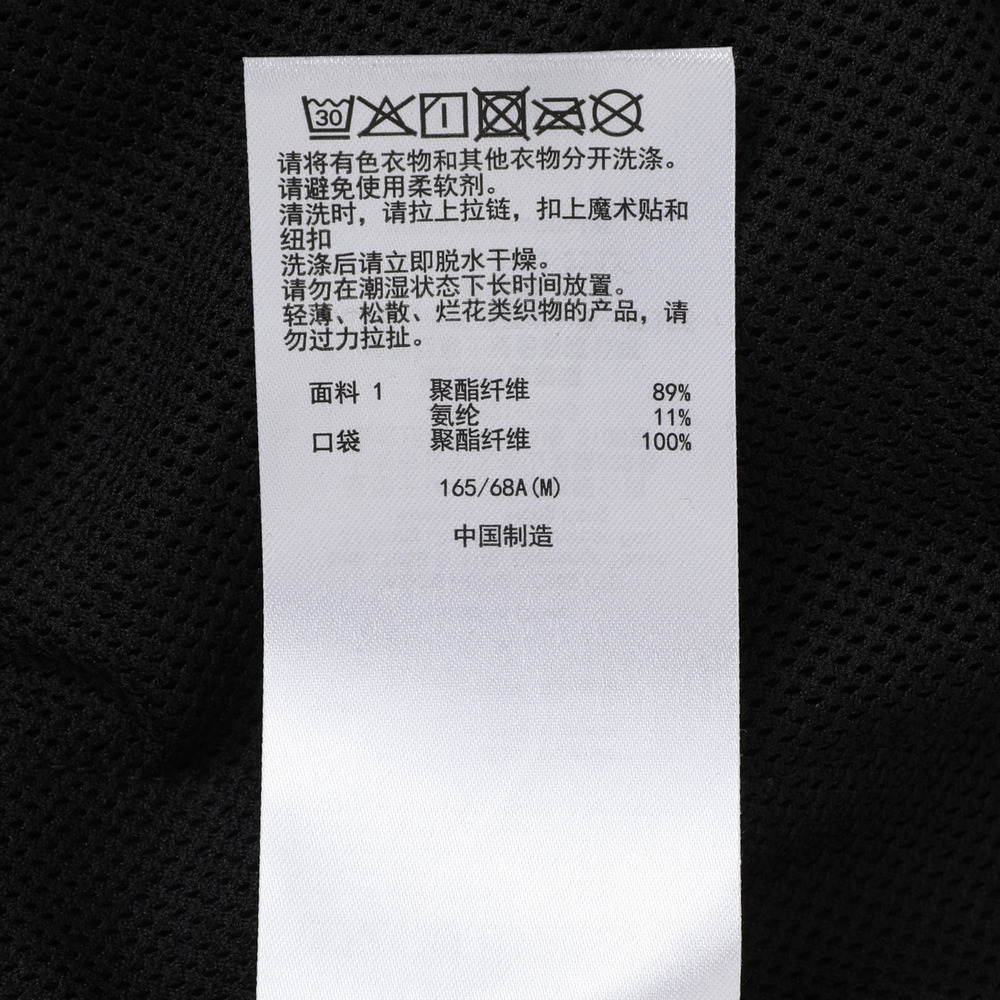 30
请将有色衣物和其他衣物分开洗涤。
请避免使用柔软剂。
清洗时，请拉上拉链，扣上魔术贴和
纽扣
洗涤后请立即脱水干燥。
请勿在潮湿状态下长时间放置。
轻薄、松散、烂花类织物的产品，请
勿过力拉扯。
面料 1 聚酯纤维 89%
氨纶 11%
口袋 聚酯纤维 100%
165/68A(M)
中国制造